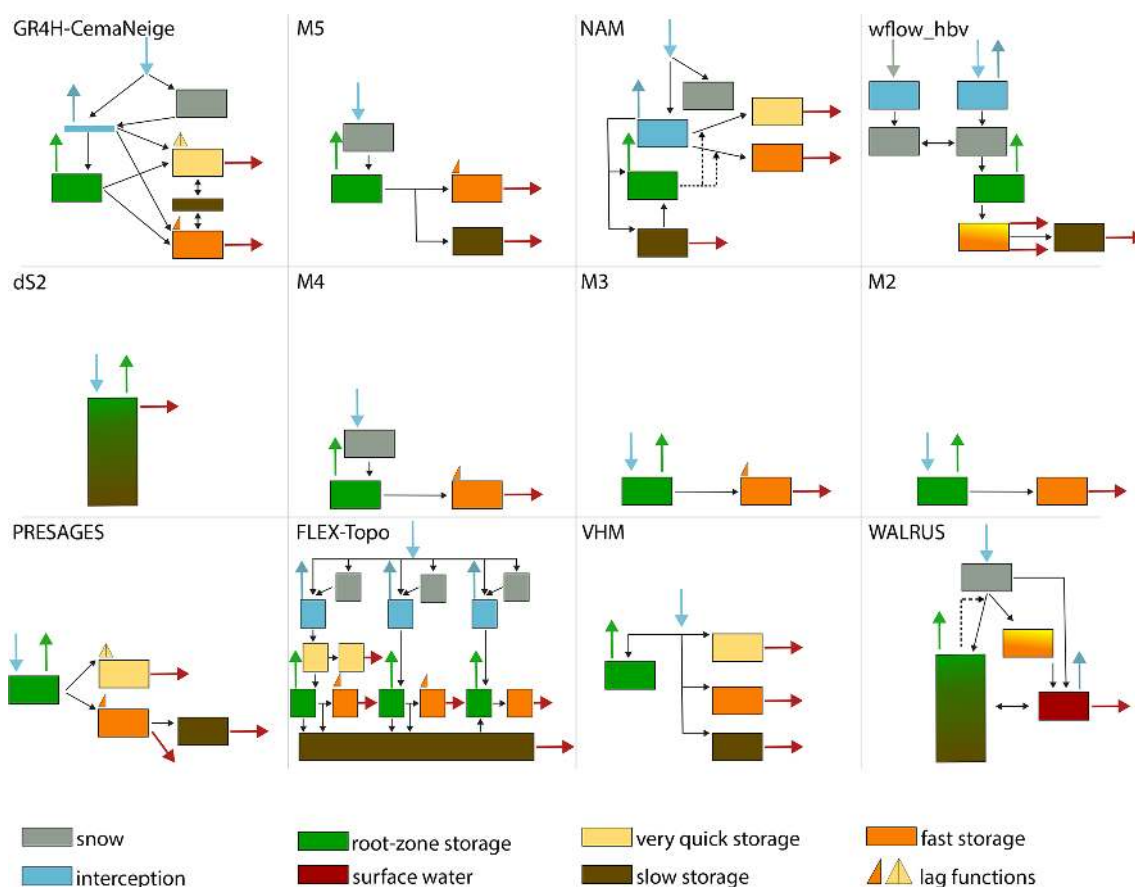 GR4H-CemaNeige
M5
NAM
wflow_hbv
dS2
M4
M3
M2
PRESAGES
FLEX-Topo
VHM
WALRUS
snow
root-zone storage
very quick storage
fast storage
interception
surface water
slow storage
lag functions